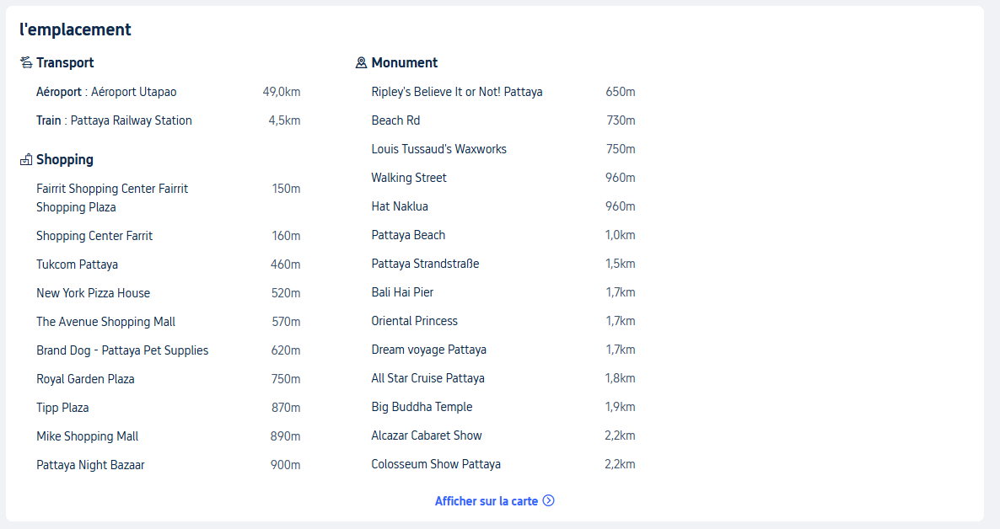 l'emplacement
Transport
Aéroport : Aéroport Utapao 49,0km
Train : Pattaya Railway Station 4,5km
Shopping
Fairrit Shopping Center Fairrit 150m
Shopping Plaza
Shopping Center Farrit 160m
Tukcom Pattaya 460m
New York Pizza House 520m
The Avenue Shopping Mall 570m
Brand Dog - Pattaya Pet Supplies 620m
Royal Garden Plaza 750m
Tipp Plaza 870m
Mike Shopping Mall 890m
Pattaya Night Bazaar 900m
Monument
Ripley's Believe It or Not! Pattaya 650m
Beach Rd 730m
Louis Tussaud's Waxworks 750m
Walking Street 960m
Hat Naklua 960m
Pattaya Beach 1,0km
Pattaya Strandstraße 1,5km
Bali Hai Pier 1,7km
Oriental Princess 1,7km
Dream voyage Pattaya 1,7km
All Star Cruise Pattaya 1,8km
Big Buddha Temple 1,9km
Alcazar Cabaret Show 2,2km
Colosseum Show Pattaya 2,2km
Afficher sur la carte